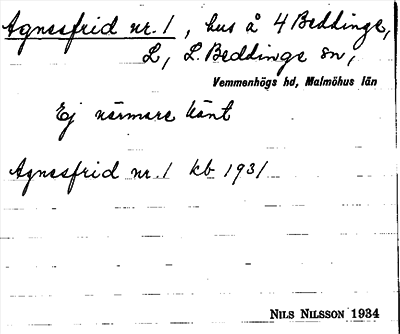 Agnesfrid nr. 1, hus å 4 Beddinge,
L, L. Beddinge sn,
Vemmenhögs hd, Malmöhus län
Ej närmare känt
Agnesfrid nr. 1 kb 1931
NILS NILSSON 1934